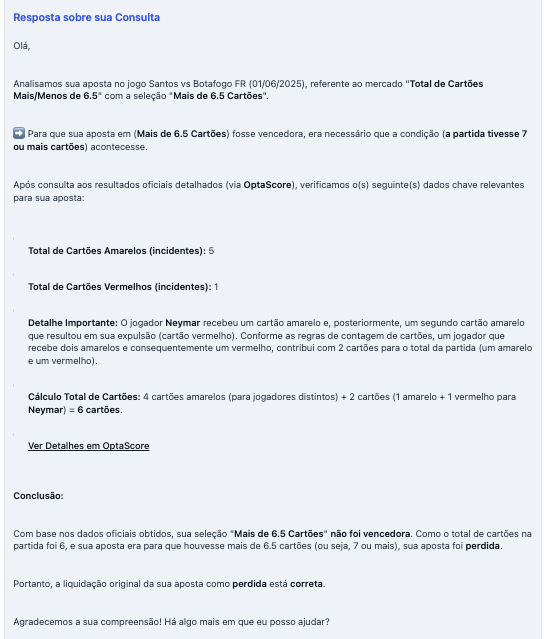 Resposta sobre sua Consulta
Olá,
Analisamos sua aposta no jogo Santos vs Botafogo FR (01/06/2025), referente ao mercado "Total de Cartões
Mais/Menos de 6.5" com a seleção "Mais de 6.5 Cartões".
➡️ Para que sua aposta em (Mais de 6.5 Cartões) fosse vencedora, era necessário que a condição (a partida tivesse 7
ou mais cartões) acontecesse.
Após consulta aos resultados oficiais detalhados (via OptaScore), verificamos o(s) seguinte(s) dados chave relevantes
para sua aposta:
Total de Cartões Amarelos (incidentes): 5
Total de Cartões Vermelhos (incidentes): 1
Detalhe Importante: O jogador Neymar recebeu um cartão amarelo e, posteriormente, um segundo cartão amarelo
que resultou em sua expulsão (cartão vermelho). Conforme as regras de contagem de cartões, um jogador que
recebe dois amarelos e consequentemente um vermelho, contribui com 2 cartões para o total da partida (um amarelo
e um vermelho).
Cálculo Total de Cartões: 4 cartões amarelos (para jogadores distintos) + 2 cartões (1 amarelo + 1 vermelho para
Neymar) = 6 cartões.
Ver Detalhes em OptaScore
Conclusão:
Com base nos dados oficiais obtidos, sua seleção "Mais de 6.5 Cartões" não foi vencedora. Como o total de cartões na
partida foi 6, e sua aposta era para que houvesse mais de 6.5 cartões (ou seja, 7 ou mais), sua aposta foi perdida.
Portanto, a liquidação original da sua aposta como perdida está correta.
Agradecemos a sua compreensão! Há algo mais em que eu posso ajudar?